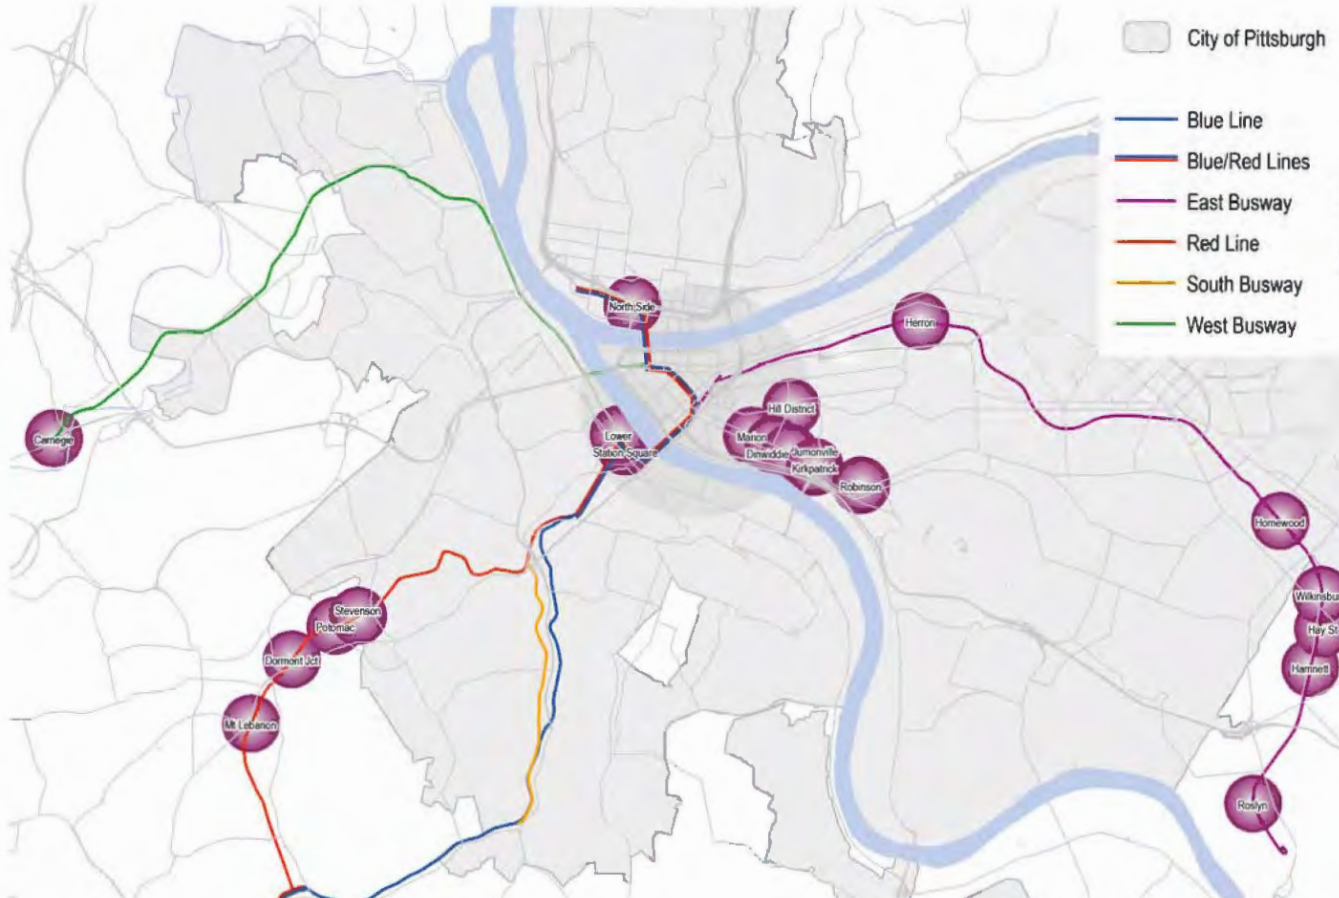 City of Pittsburgh
Blue Line
Blue/Red Lines
East Busway
Red Line
South Busway
West Busway
North Side
Herron
Hill District
Carnegie
Lower
Station Square
Marion
Dinwiddie
Jumonville
Kirkpatrick
Robinson
Homewood
Wilkinsbu
Stevenson
Potomac
Hay St
Dormont Jct
Hamnett
Mt Lebanon
Roslyn